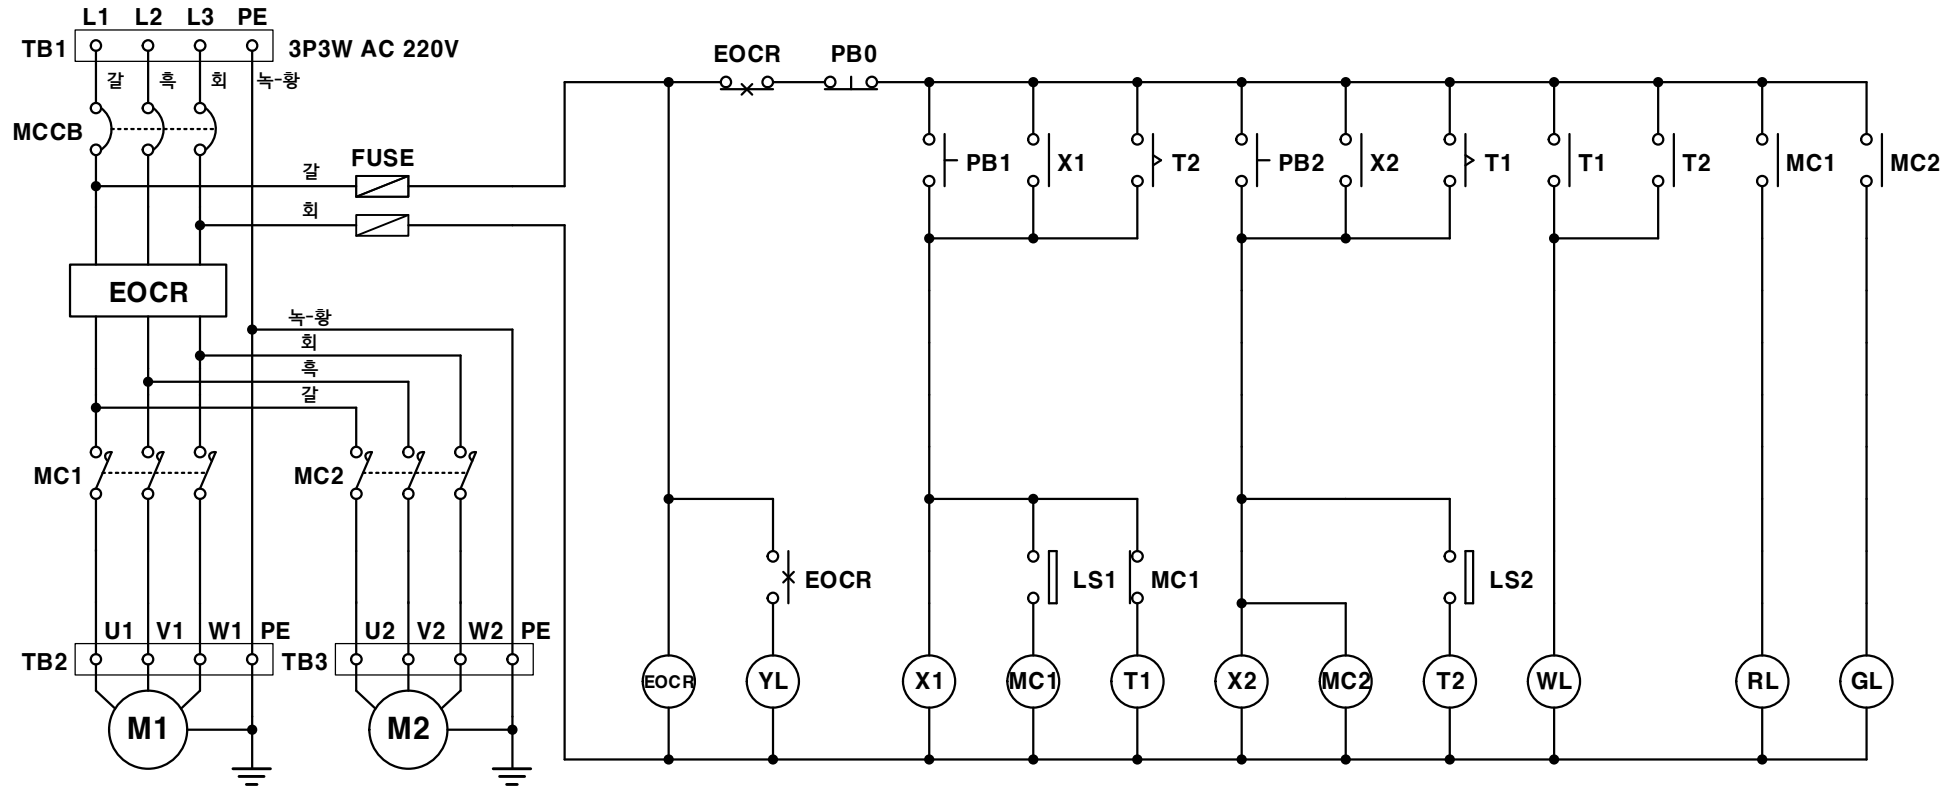 L1 L2 L3 PE
TB1 3P3W AC 220V
갈 흑 회 녹-황
MCCB
갈 FUSE
회
EOCR
녹-황
회
흑
갈
MC1 MC2
U1 V1 W1 PE U2 V2 W2 PE
TB2 TB3
M1 M2
EOCR PB0
PB1 X1 T2 PB2 X2 T1 T1 T2 MC1 MC2
EOCR LS1 MC1 LS2
EOCR YL X1 MC1 T1 X2 MC2 T2 WL RL GL